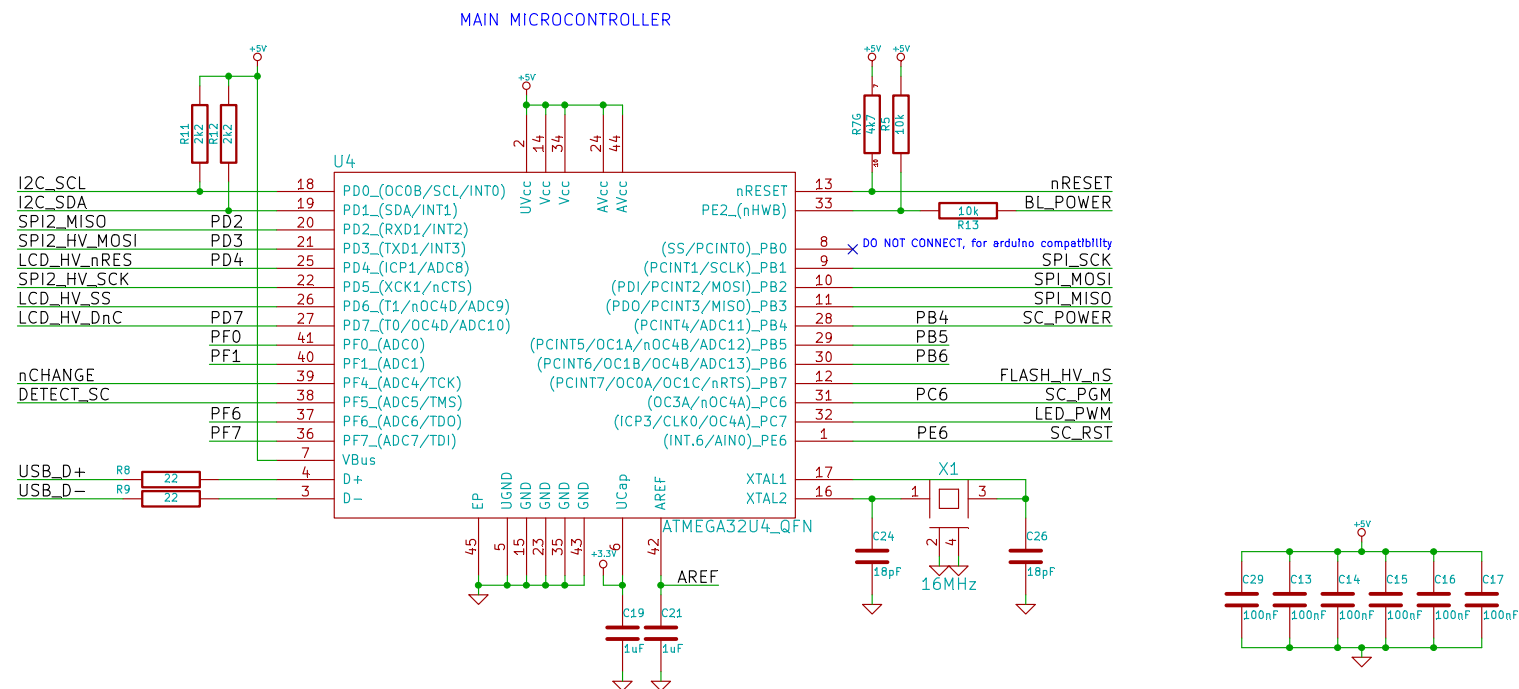 MAIN MICROCONTROLLER
+5V
+5V
+5V
+5V
R11
2k2
R12
2k2
R7G
4k7
7
10
R5
10k
2
14
34
24
44
U4
UVcc
Vcc
Vcc
AVcc
AVcc
I2C_SCL
18
PD0_(OC0B/SCL/INT0)
I2C_SDA
19
PD1_(SDA/INT1)
SPI2_MISO
PD2
20
PD2_(RXD1/INT2)
SPI2_HV_MOSI
PD3
21
PD3_(TXD1/INT3)
LCD_HV_nRES
PD4
25
PD4_(ICP1/ADC8)
SPI2_HV_SCK
22
PD5_(XCK1/nCTS)
LCD_HV_SS
26
PD6_(T1/nOC4D/ADC9)
LCD_HV_DnC
PD7
27
PD7_(T0/OC4D/ADC10)
PF0
41
PF0_(ADC0)
PF1
40
PF1_(ADC1)
nCHANGE
39
PF4_(ADC4/TCK)
DETECT_SC
38
PF5_(ADC5/TMS)
PF6
37
PF6_(ADC6/TDO)
PF7
36
PF7_(ADC7/TDI)
7
VBus
USB_D+
R8
22
4
D+
USB_D-
R9
22
3
D-
nRESET
13
nRESET
PE2_(nHWB)
33
10k
R13
BL_POWER
(SS/PCINT0)_PB0
8
DO NOT CONNECT, for arduino compatibility
(PCINT1/SCLK)_PB1
9
SPI_SCK
(PDI/PCINT2/MOSI)_PB2
10
SPI_MOSI
(PDO/PCINT3/MISO)_PB3
11
SPI_MISO
(PCINT4/ADC11)_PB4
28
PB4
SC_POWER
(PCINT5/OC1A/nOC4B/ADC12)_PB5
29
PB5
(PCINT6/OC1B/OC4B/ADC13)_PB6
30
PB6
(PCINT7/OC0A/OC1C/nRTS)_PB7
12
FLASH_HV_nS
(OC3A/nOC4A)_PC6
31
PC6
SC_PGM
(ICP3/CLK0/OC4A)_PC7
32
LED_PWM
(INT.6/AIN0)_PE6
1
PE6
SC_RST
XTAL1
17
XTAL2
16
X1
1
3
2
4
16MHz
C24
18pF
C26
18pF
EP
UGND
GND
GND
GND
GND
UCap
AREF
ATMEGA32U4_QFN
45
5
15
23
35
43
6
42
+3.3V
AREF
C19
1uF
C21
1uF
+5V
C29
100nF
C13
100nF
C14
100nF
C15
100nF
C16
100nF
C17
100nF